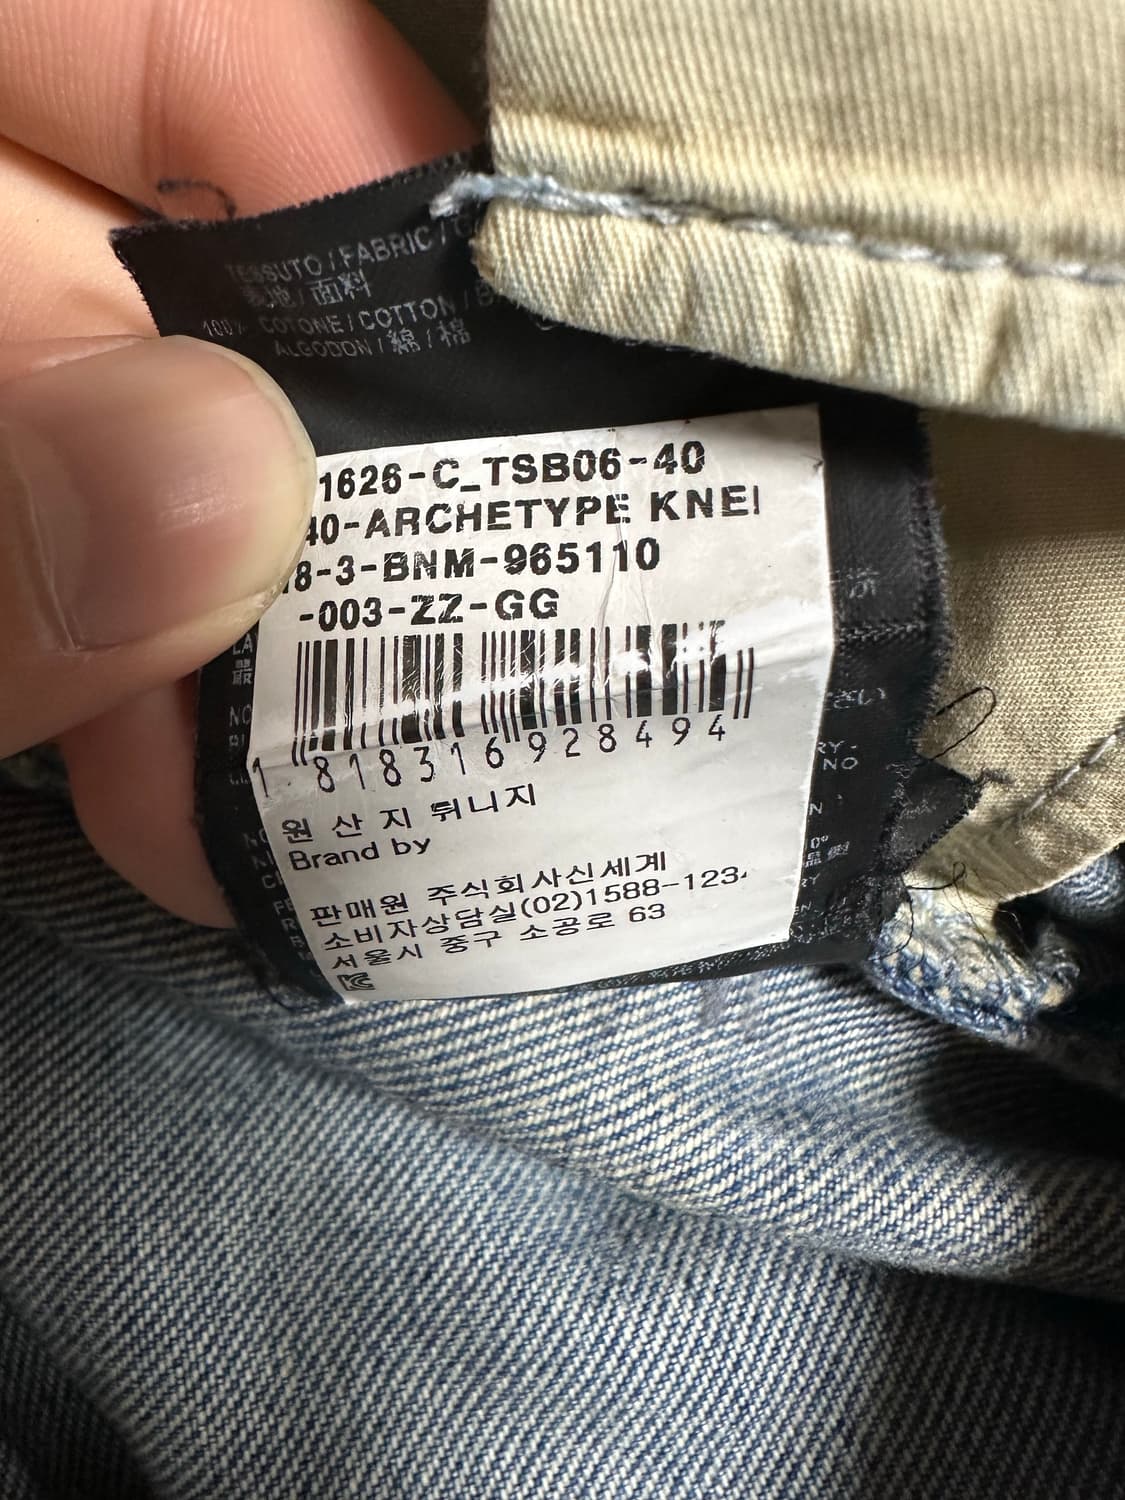 TESSUTO / FABRIC /
表地 / 面料
100% COTONE / COTTON /
ALGODON / 綿 / 棉
1626-C_TSB06-40
40-ARCHETYPE KNEI
8-3-BNM-965110
-003-ZZ-GG
1 818316 928494
원 산 지 튀니지
Brand by
판매원 주식회사신세계
소비자상담실(02)1588-123
서울시 중구 소공로 63